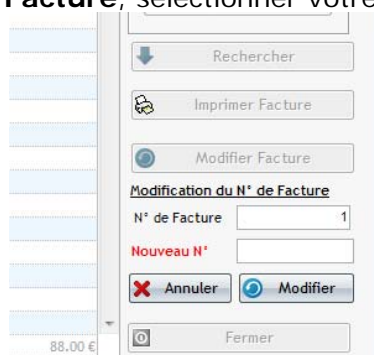 Facture, sélectionner votre
Rechercher
Imprimer Facture
Modifier Facture
Modification du N° de Facture
N° de Facture 1
Nouveau N°
Annuler Modifier
88.00 € Fermer